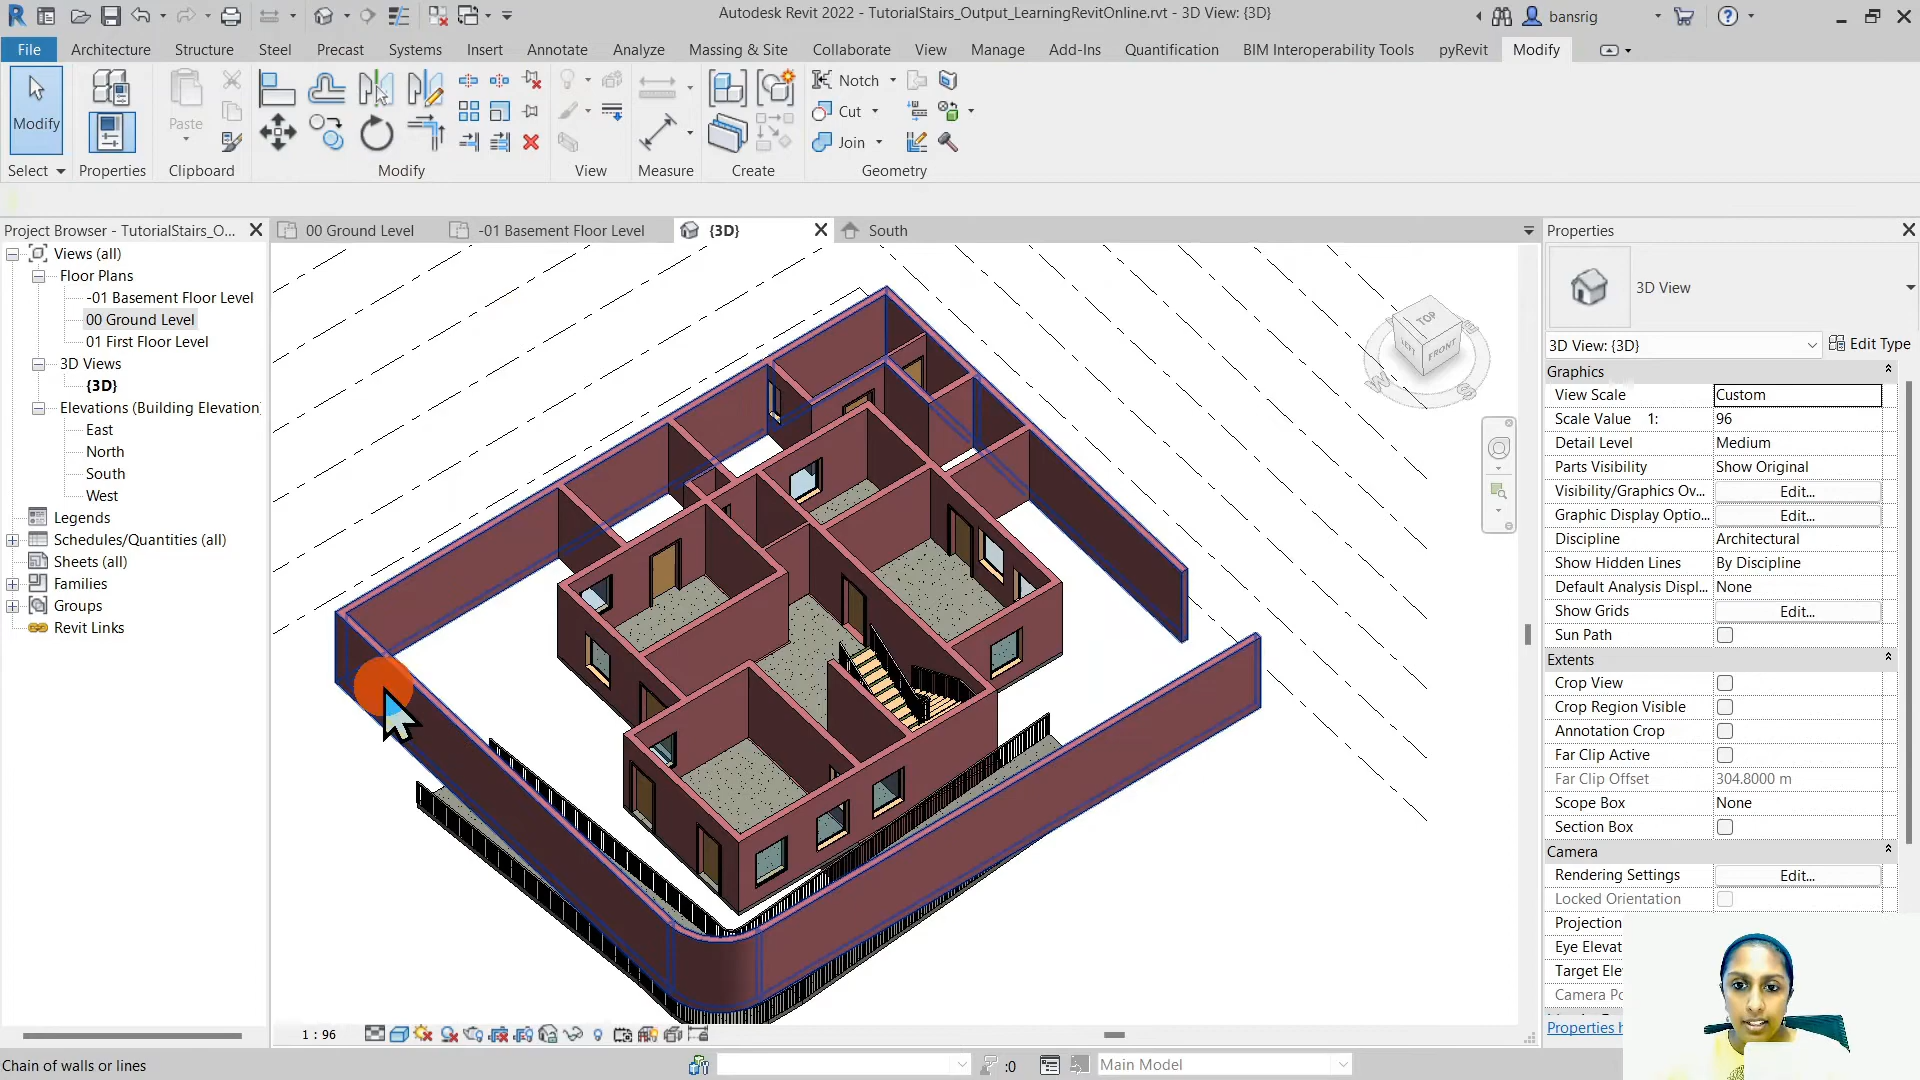 Autodesk Revit 2022 - TutorialStairs_Output_LearningRevitOnline.rvt - 3D View: {3D}
bansrig
File Architecture Structure Steel Precast Systems Insert Annotate Analyze Massing & Site Collaborate View Manage Add-Ins Quantification BIM Interoperability Tools pyRevit Modify
Notch
Modify Paste Cut
Join
Select Properties Clipboard Modify View Measure Create Geometry
Project Browser - TutorialStairs_O...
00 Ground Level -01 Basement Floor Level {3D} South
Views (all)
Floor Plans
-01 Basement Floor Level
00 Ground Level
01 First Floor Level
3D Views
{3D}
Elevations (Building Elevation)
East
North
South
West
Legends
Schedules/Quantities (all)
Sheets (all)
Families
Groups
Revit Links
TOP
LEFT FRONT
W S
Properties
3D View
3D View: {3D} Edit Type
Graphics
View Scale Custom
Scale Value 1: 96
Detail Level Medium
Parts Visibility Show Original
Visibility/Graphics Ov... Edit...
Graphic Display Optio... Edit...
Discipline Architectural
Show Hidden Lines By Discipline
Default Analysis Displ... None
Show Grids Edit...
Sun Path
Extents
Crop View
Crop Region Visible
Annotation Crop
Far Clip Active
Far Clip Offset 304.8000 m
Scope Box None
Section Box
Camera
Rendering Settings Edit...
Locked Orientation
Projection
Eye Elevat
Target Ele
Camera Po
Properties h
1 : 96
Chain of walls or lines
:0 Main Model